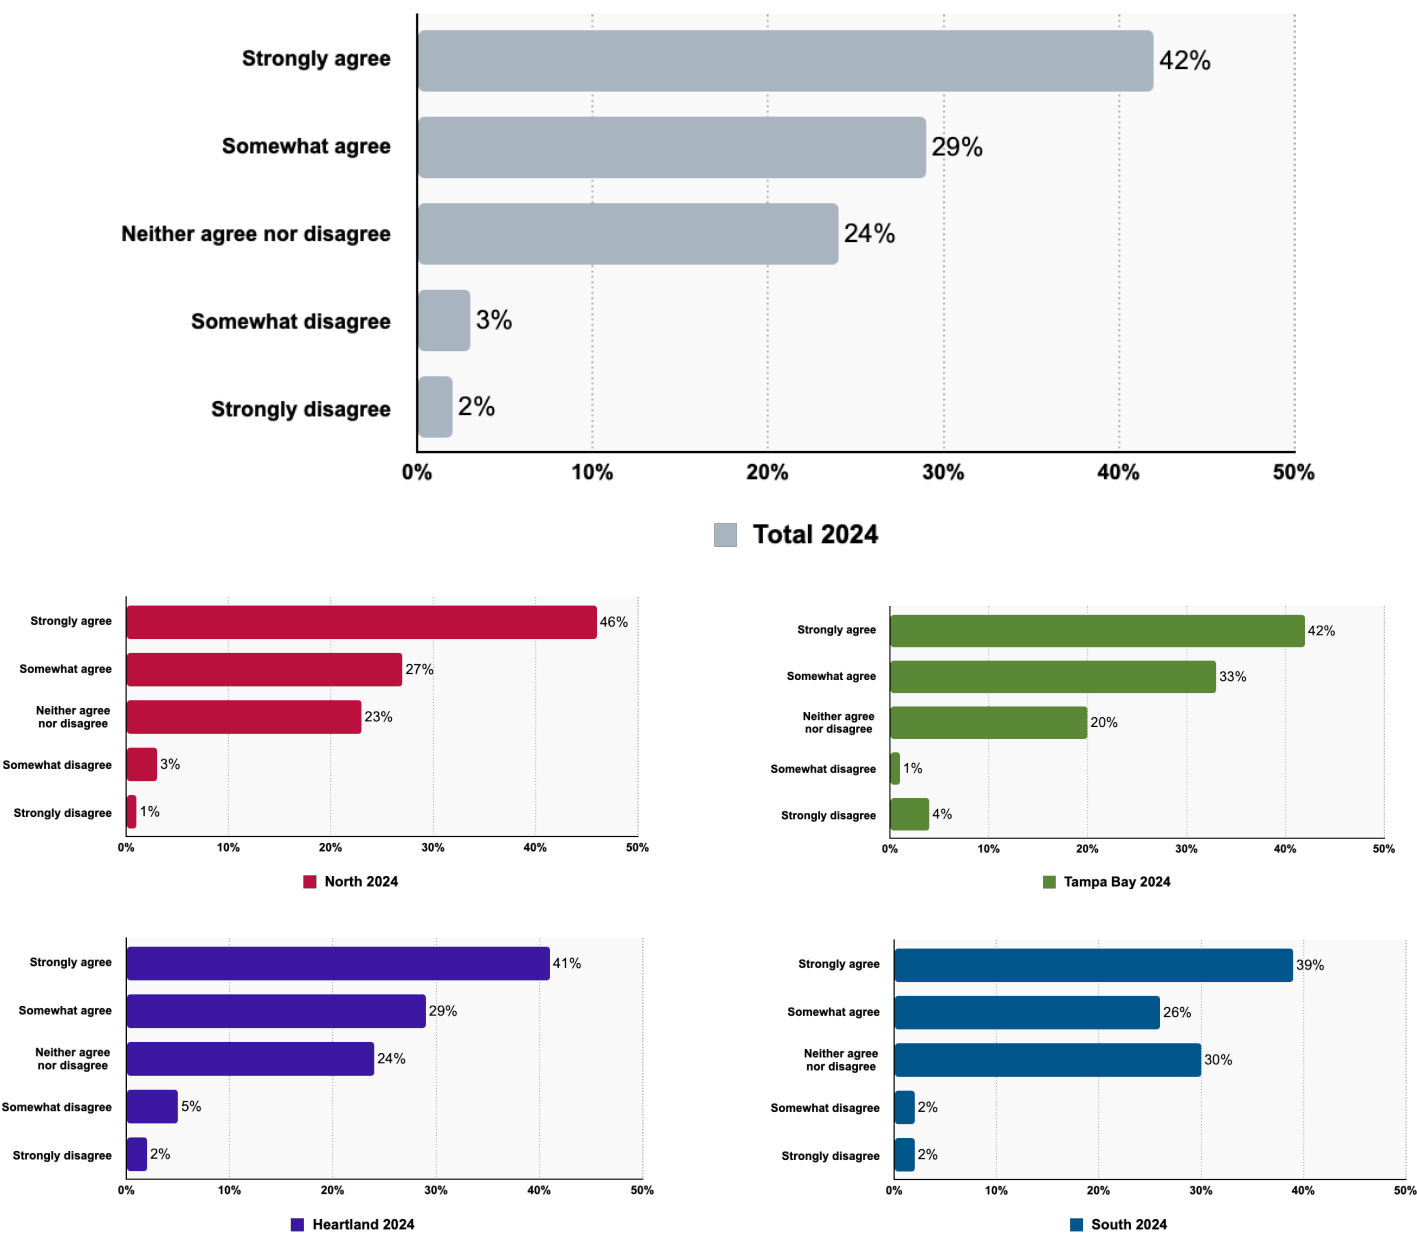 Strongly agree
42%
Somewhat agree
29%
Neither agree nor disagree
24%
Somewhat disagree
3%
Strongly disagree
2%
0% 10% 20% 30% 40% 50%
Total 2024
Strongly agree
46%
Somewhat agree
27%
Neither agree
nor disagree
23%
Somewhat disagree
3%
Strongly disagree
1%
0% 10% 20% 30% 40% 50%
North 2024
Strongly agree
42%
Somewhat agree
33%
Neither agree
nor disagree
20%
Somewhat disagree
1%
Strongly disagree
4%
0% 10% 20% 30% 40% 50%
Tampa Bay 2024
Strongly agree
41%
Somewhat agree
29%
Neither agree
nor disagree
24%
Somewhat disagree
5%
Strongly disagree
2%
0% 10% 20% 30% 40% 50%
Heartland 2024
Strongly agree
39%
Somewhat agree
26%
Neither agree
nor disagree
30%
Somewhat disagree
2%
Strongly disagree
2%
0% 10% 20% 30% 40% 50%
South 2024